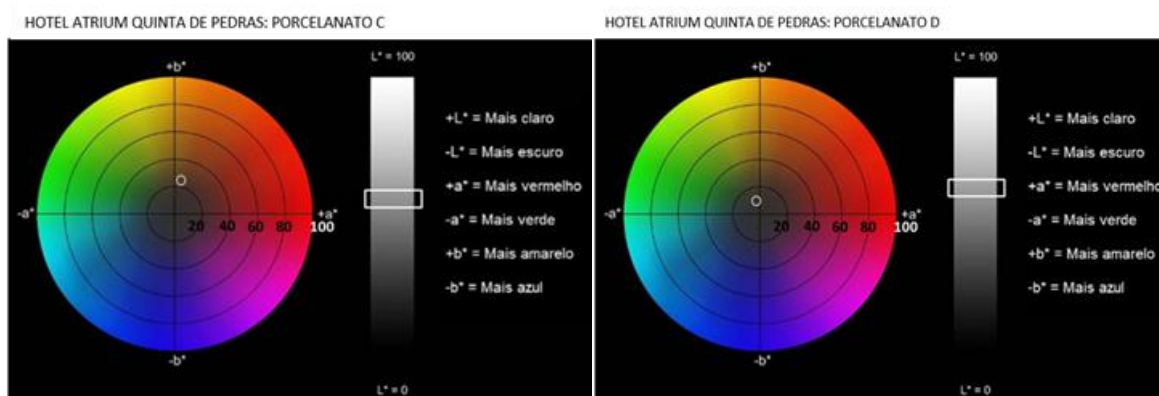 HOTEL ATRIUM QUINTA DE PEDRAS: PORCELANATO C
+b*
L* = 100
+L* = Mais claro
-L* = Mais escuro
+a* = Mais vermelho
-a*
20 40 60 80 100
+a*
-a* = Mais verde
+b* = Mais amarelo
-b* = Mais azul
-b*
L* = 0
HOTEL ATRIUM QUINTA DE PEDRAS: PORCELANATO D
+b*
L* = 100
+L* = Mais claro
-L* = Mais escuro
+a* = Mais vermelho
-a*
20 40 60 80 100
+a*
-a* = Mais verde
+b* = Mais amarelo
-b* = Mais azul
-b*
L* = 0